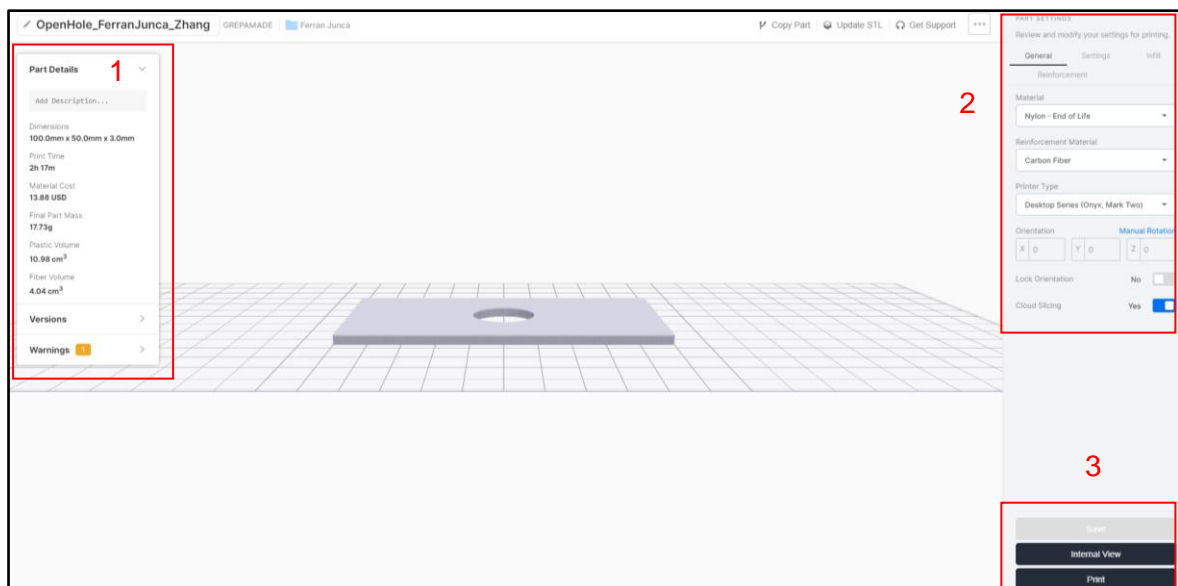 OpenHole_FerranJunca_Zhang GREPAMADE Ferran Juncà Copy Part Update STL Get Support
1
Part Details
Add Description...
Dimensions
100.0mm x 50.0mm x 3.0mm
Print Time
2h 17m
Material Cost
13.88 USD
Final Part Mass
17.73g
Plastic Volume
10.98 cm³
Fiber Volume
4.04 cm³
Versions
Warnings 1
2
PART SETTINGS
Review and modify your settings for printing.
General Settings Infill
Reinforcement
Material
Nylon - End of Life
Reinforcement Material
Carbon Fiber
Printer Type
Desktop Series (Onyx, Mark Two)
Orientation Manual Rotation
X 0 Y 0 Z 0
Lock Orientation No
Cloud Slicing Yes
3
Save
Internal View
Print